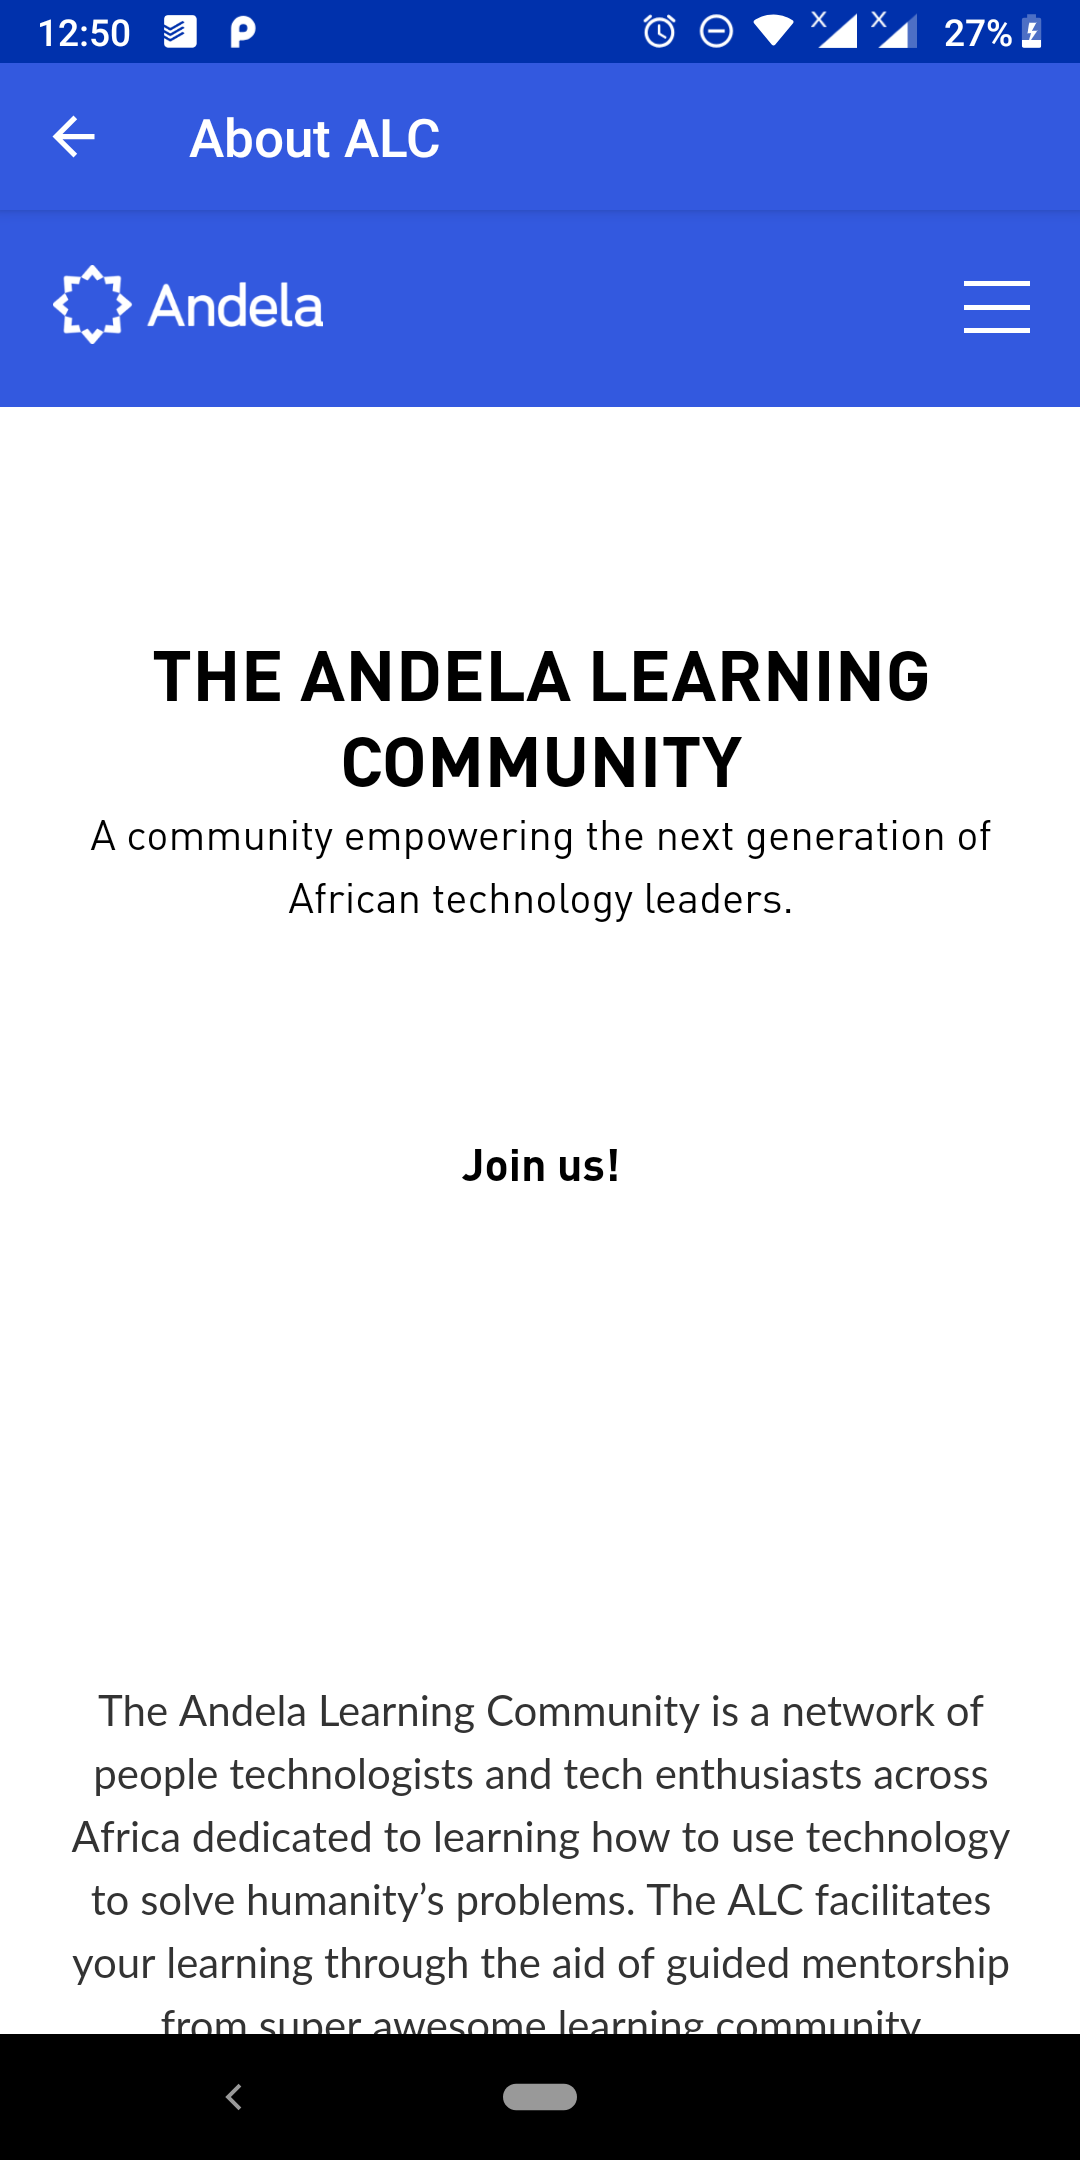 12:50 27%
About ALC
Andela
THE ANDELA LEARNING
COMMUNITY
A community empowering the next generation of
African technology leaders.
Join us!
The Andela Learning Community is a network of
people technologists and tech enthusiasts across
Africa dedicated to learning how to use technology
to solve humanity’s problems. The ALC facilitates
your learning through the aid of guided mentorship
from super awesome learning community